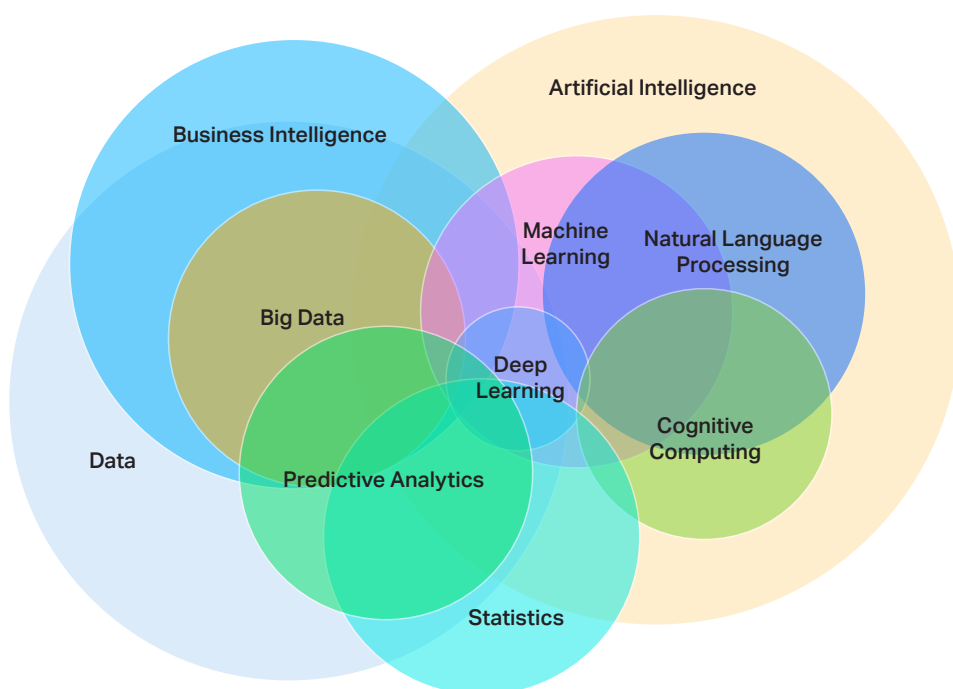 Artificial Intelligence
Business Intelligence
Machine
Learning
Natural Language
Processing
Big Data
Deep
Learning
Cognitive
Computing
Data
Predictive Analytics
Statistics